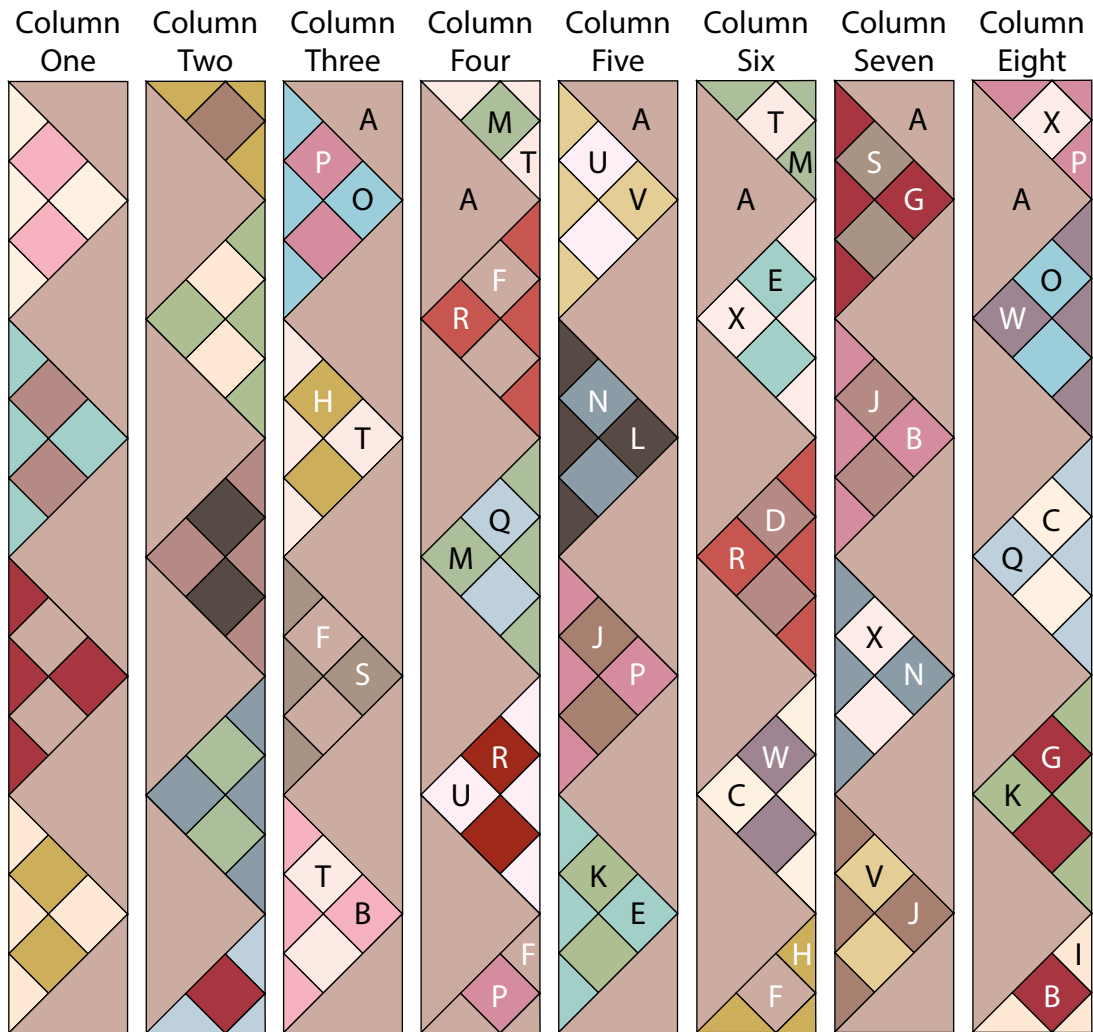 Column One
Column Two
Column Three
Column Four
Column Five
Column Six
Column Seven
Column Eight
A
P
O
H
T
F
S
T
B
M
T
A
F
R
Q
M
R
U
F
P
A
U
V
N
L
J
P
K
E
T
M
A
E
X
D
R
W
C
H
F
A
S
G
J
B
X
N
V
J
X
P
A
O
W
C
Q
G
K
I
B